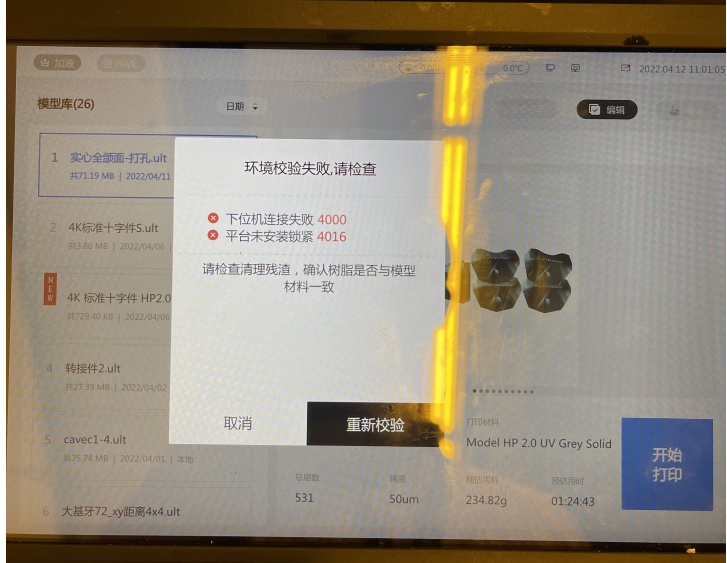 加液
HIVE
0.0℃
2022.04.12 11:01:05
模型库(26)
日期
编辑
1 实心全颌面-打孔.ult
共71.19 MB | 2022/04/11
2 4K标准十字件S.ult
共3.86 MB | 2022/04/06 |
NEW
4K 标准十字件 HP2.0
共729.40 KB | 2022/04/06
4 转接件2.ult
共27.39 MB | 2022/04/02
5 cavec1-4.ult
共75.74 MB | 2022/04/01 | 本地
6 大基牙72_xy距离4x4.ult
环境校验失败,请检查
下位机连接失败 4000
平台未安装锁紧 4016
请检查清理残渣，确认树脂是否与模型
材料一致
取消
重新校验
打印材料
Model HP 2.0 UV Grey Solid
总层数
精度
预估用料
预估用时
531
50um
234.82g
01:24:43
开始
打印